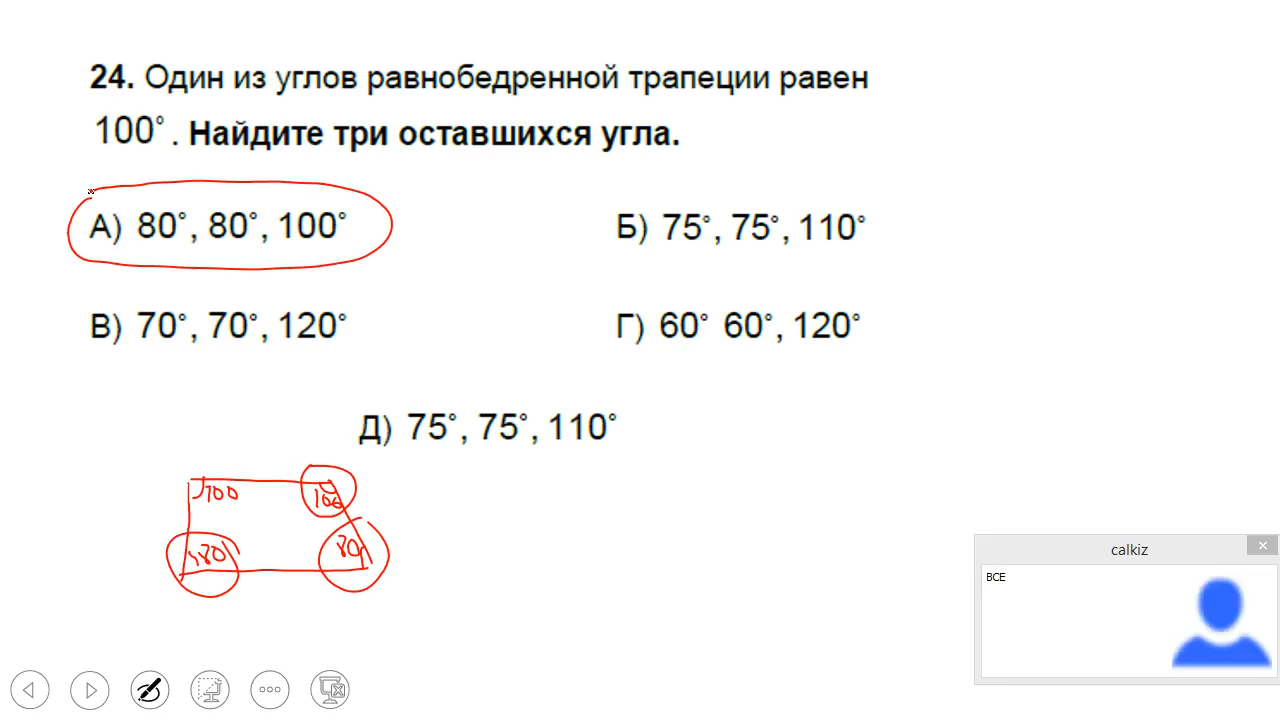 24. Один из углов равнобедренной трапеции равен
100°. Найдите три оставшихся угла.
А) 80°, 80°, 100°
Б) 75°, 75°, 110°
В) 70°, 70°, 120°
Г) 60° 60°, 120°
Д) 75°, 75°, 110°
100
100
80
80
calkiz
ВСЕ